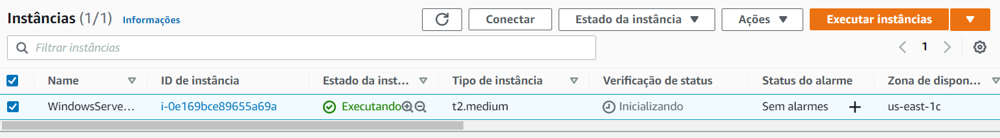 Instâncias (1/1) Informações Conectar Estado da instância Ações Executar instâncias
Filtrar instâncias 1
Name ID de instância Estado da inst... Tipo de instância Verificação de status Status do alarme Zona de dispon...
WindowsServe... i-0e169bce89655a69a Executando t2.medium Inicializando Sem alarmes + us-east-1c